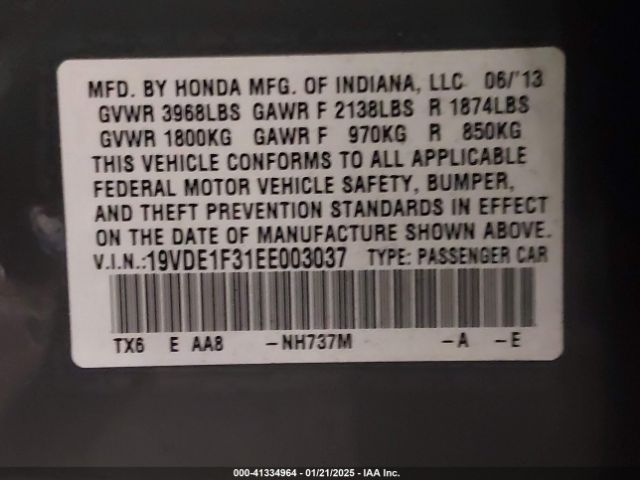 MFD. BY HONDA MFG. OF INDIANA, LLC 06/'13
GVWR 3968LBS GAWR F 2138LBS R 1874LBS
GVWR 1800KG GAWR F 970KG R 850KG
THIS VEHICLE CONFORMS TO ALL APPLICABLE
FEDERAL MOTOR VEHICLE SAFETY, BUMPER,
AND THEFT PREVENTION STANDARDS IN EFFECT
ON THE DATE OF MANUFACTURE SHOWN ABOVE.
V.I.N.:19VDE1F31EE003037 TYPE: PASSENGER CAR
TX6 E AA8 -NH737M -A -E
000-41334964 - 01/21/2025 - IAA Inc.